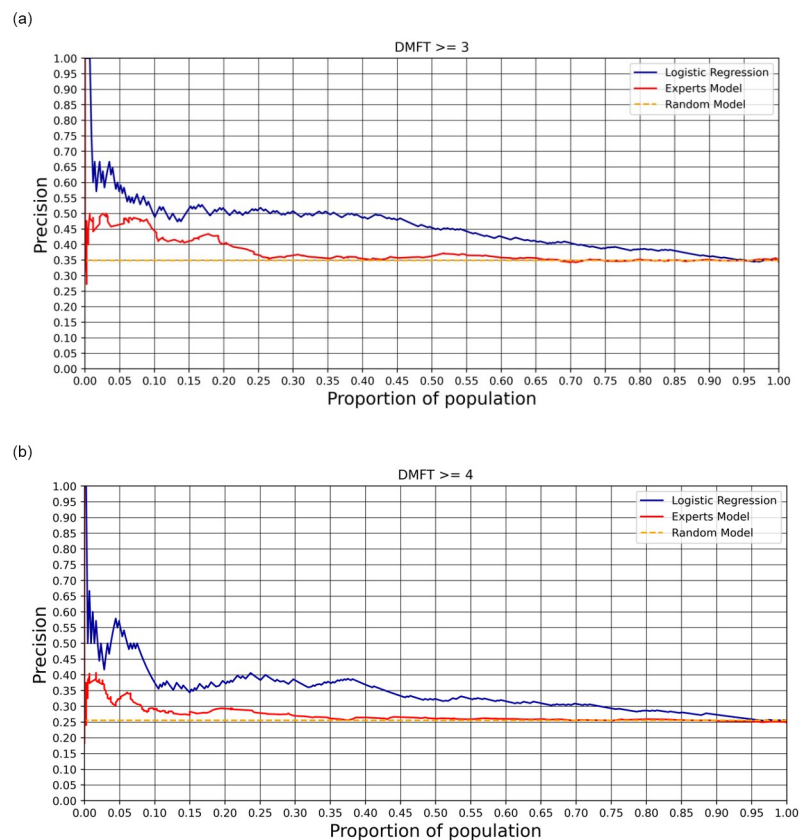 (a)
DMFT >= 3
Logistic Regression
Experts Model
Random Model
Precision
1.00
0.95
0.90
0.85
0.80
0.75
0.70
0.65
0.60
0.55
0.50
0.45
0.40
0.35
0.30
0.25
0.20
0.15
0.10
0.05
0.00
0.00 0.05 0.10 0.15 0.20 0.25 0.30 0.35 0.40 0.45 0.50 0.55 0.60 0.65 0.70 0.75 0.80 0.85 0.90 0.95 1.00
Proportion of population
(b)
DMFT >= 4
Logistic Regression
Experts Model
Random Model
Precision
1.00
0.95
0.90
0.85
0.80
0.75
0.70
0.65
0.60
0.55
0.50
0.45
0.40
0.35
0.30
0.25
0.20
0.15
0.10
0.05
0.00
0.00 0.05 0.10 0.15 0.20 0.25 0.30 0.35 0.40 0.45 0.50 0.55 0.60 0.65 0.70 0.75 0.80 0.85 0.90 0.95 1.00
Proportion of population